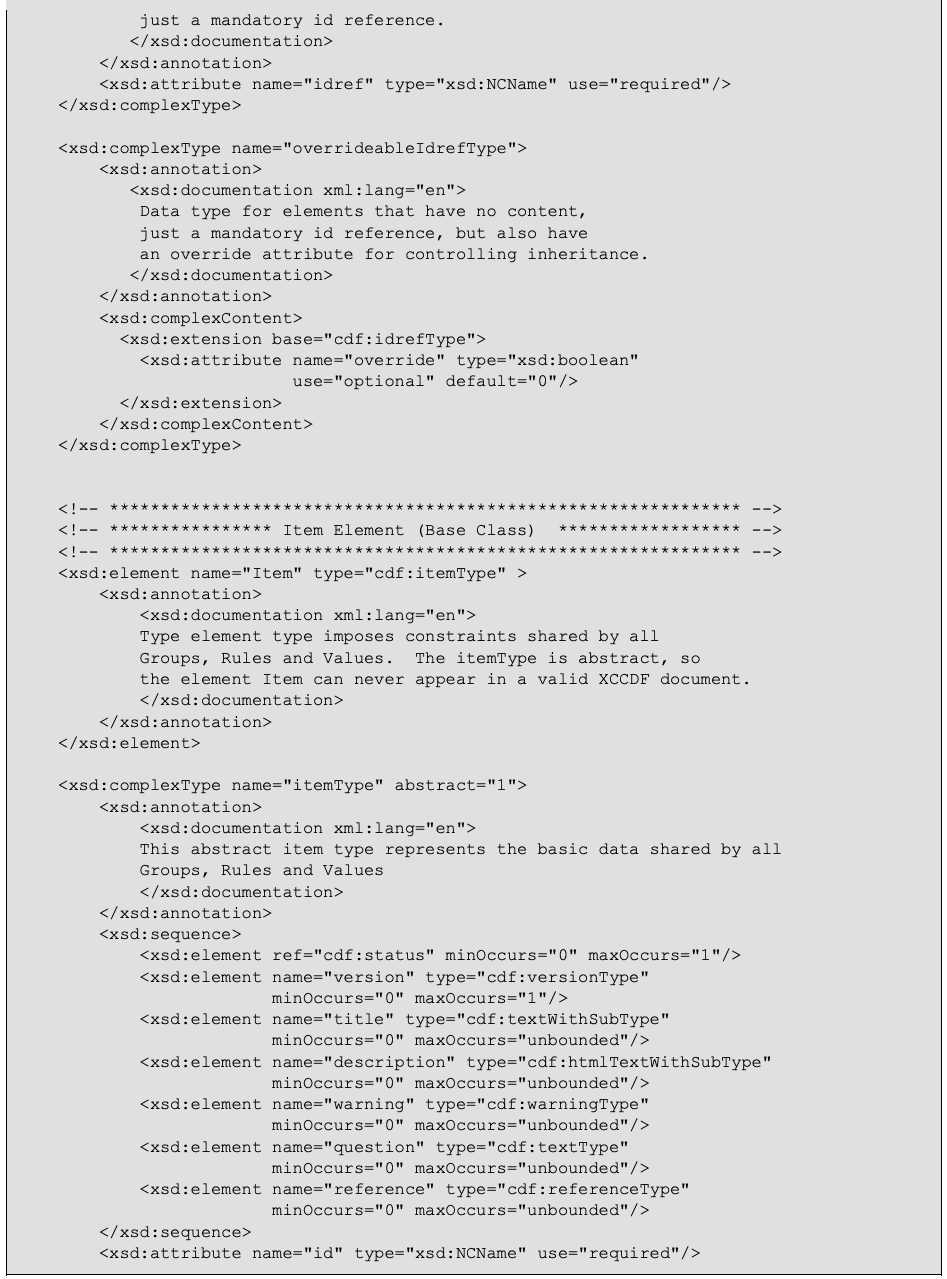 just a mandatory id reference.
</xsd:documentation>
</xsd:annotation>
<xsd:attribute name="idref" type="xsd:NCName" use="required"/>
</xsd:complexType>
<xsd:complexType name="overrideableIdrefType">
<xsd:annotation>
<xsd:documentation xml:lang="en">
Data type for elements that have no content,
just a mandatory id reference, but also have
an override attribute for controlling inheritance.
</xsd:documentation>
</xsd:annotation>
<xsd:complexContent>
<xsd:extension base="cdf:idrefType">
<xsd:attribute name="override" type="xsd:boolean"
use="optional" default="0"/>
</xsd:extension>
</xsd:complexContent>
</xsd:complexType>
<!-- ************************************************************** -->
<!-- **************** Item Element (Base Class)  ****************** -->
<!-- ************************************************************** -->
<xsd:element name="Item" type="cdf:itemType" >
<xsd:annotation>
<xsd:documentation xml:lang="en">
Type element type imposes constraints shared by all
Groups, Rules and Values.  The itemType is abstract, so
the element Item can never appear in a valid XCCDF document.
</xsd:documentation>
</xsd:annotation>
</xsd:element>
<xsd:complexType name="itemType" abstract="1">
<xsd:annotation>
<xsd:documentation xml:lang="en">
This abstract item type represents the basic data shared by all
Groups, Rules and Values
</xsd:documentation>
</xsd:annotation>
<xsd:sequence>
<xsd:element ref="cdf:status" minOccurs="0" maxOccurs="1"/>
<xsd:element name="version" type="cdf:versionType"
minOccurs="0" maxOccurs="1"/>
<xsd:element name="title" type="cdf:textWithSubType"
minOccurs="0" maxOccurs="unbounded"/>
<xsd:element name="description" type="cdf:htmlTextWithSubType"
minOccurs="0" maxOccurs="unbounded"/>
<xsd:element name="warning" type="cdf:warningType"
minOccurs="0" maxOccurs="unbounded"/>
<xsd:element name="question" type="cdf:textType"
minOccurs="0" maxOccurs="unbounded"/>
<xsd:element name="reference" type="cdf:referenceType"
minOccurs="0" maxOccurs="unbounded"/>
</xsd:sequence>
<xsd:attribute name="id" type="xsd:NCName" use="required"/>